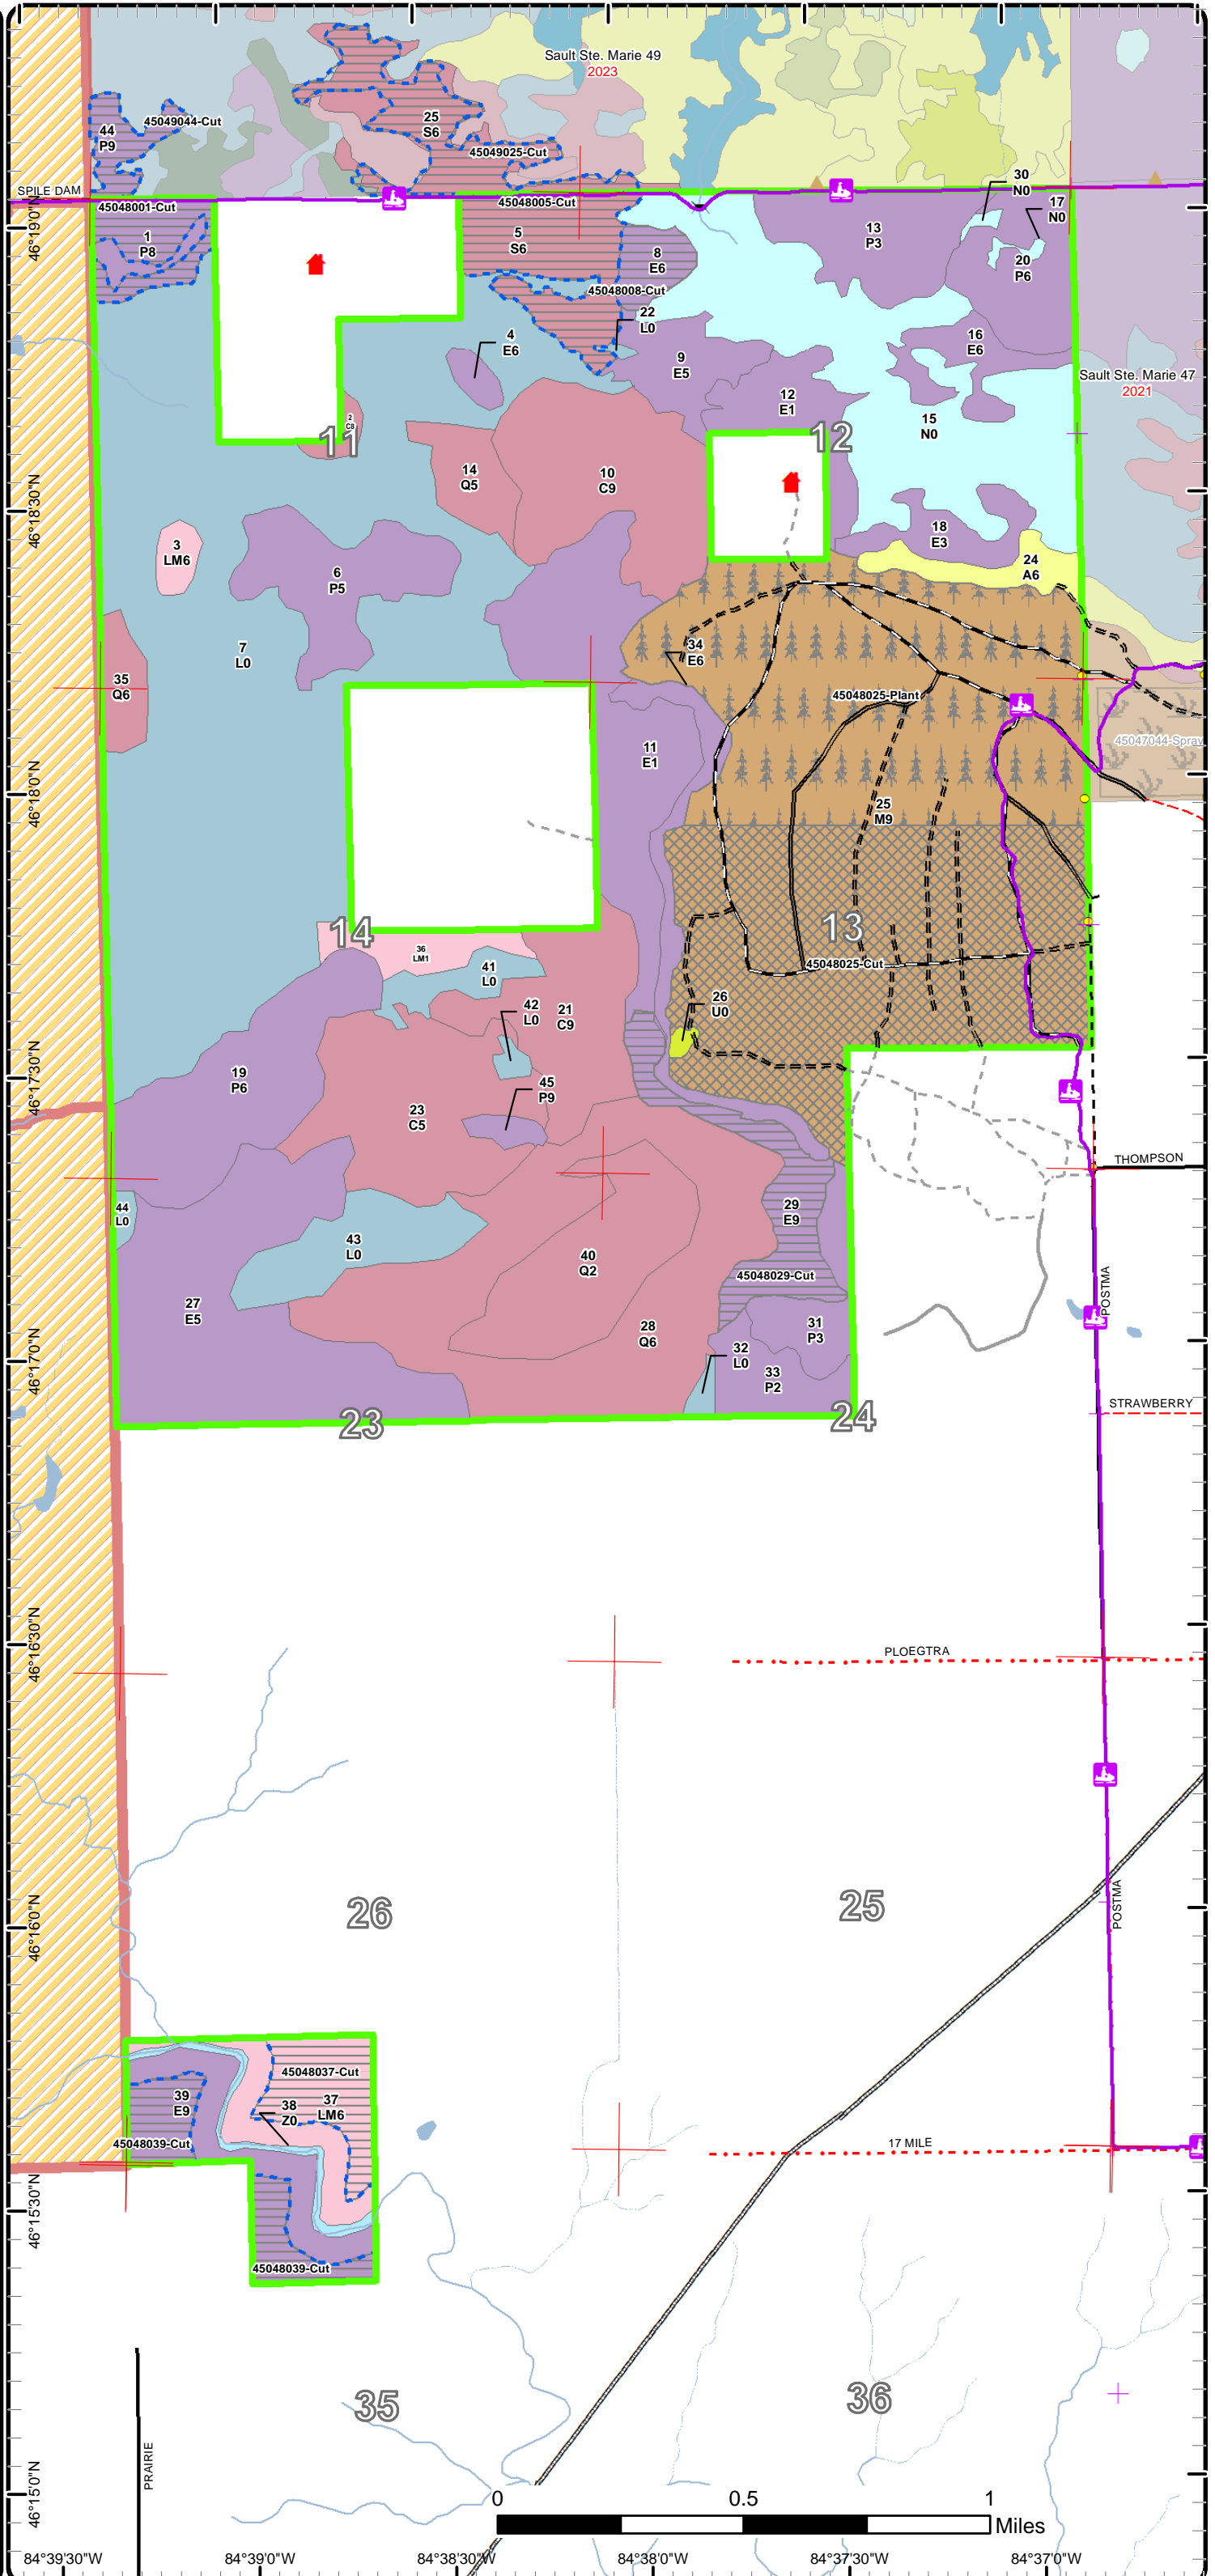 Sault Ste. Marie 49
2023
25
S6
45049044-Cut
44
P9
45049025-Cut
SPILE DAM
45048001-Cut
45048005-Cut
30
N0
17
N0
1
P8
5
S6
8
E6
13
P3
20
P6
45048008-Cut
22
L0
4
E6
9
E5
16
E6
Sault Ste. Marie 47
2021
12
E1
15
N0
2
C8
11
12
14
Q5
10
C9
18
E3
3
LM6
6
P5
24
A6
34
E6
7
L0
35
Q6
45048025-Plant
11
E1
45047044-Spray
25
M9
14
13
36
LM1
41
L0
45048025-Cut
42
L0
21
C9
26
U0
19
P6
45
P9
23
C5
THOMPSON
44
L0
29
E9
43
L0
40
Q2
45048029-Cut
POSTMA
27
E5
31
P3
28
Q6
32
L0
33
P2
23
24
STRAWBERRY
PLOEGTRA
26
25
POSTMA
45048037-Cut
39
E9
38
Z0
37
LM6
45048039-Cut
17 MILE
45048039-Cut
35
36
PRAIRIE
0 0.5 1
Miles
46°19'0"N
46°18'30"N
46°18'0"N
46°17'30"N
46°17'0"N
46°16'30"N
46°16'0"N
46°15'30"N
46°15'0"N
84°39'30"W 84°39'0"W 84°38'30"W 84°38'0"W 84°37'30"W 84°37'0"W